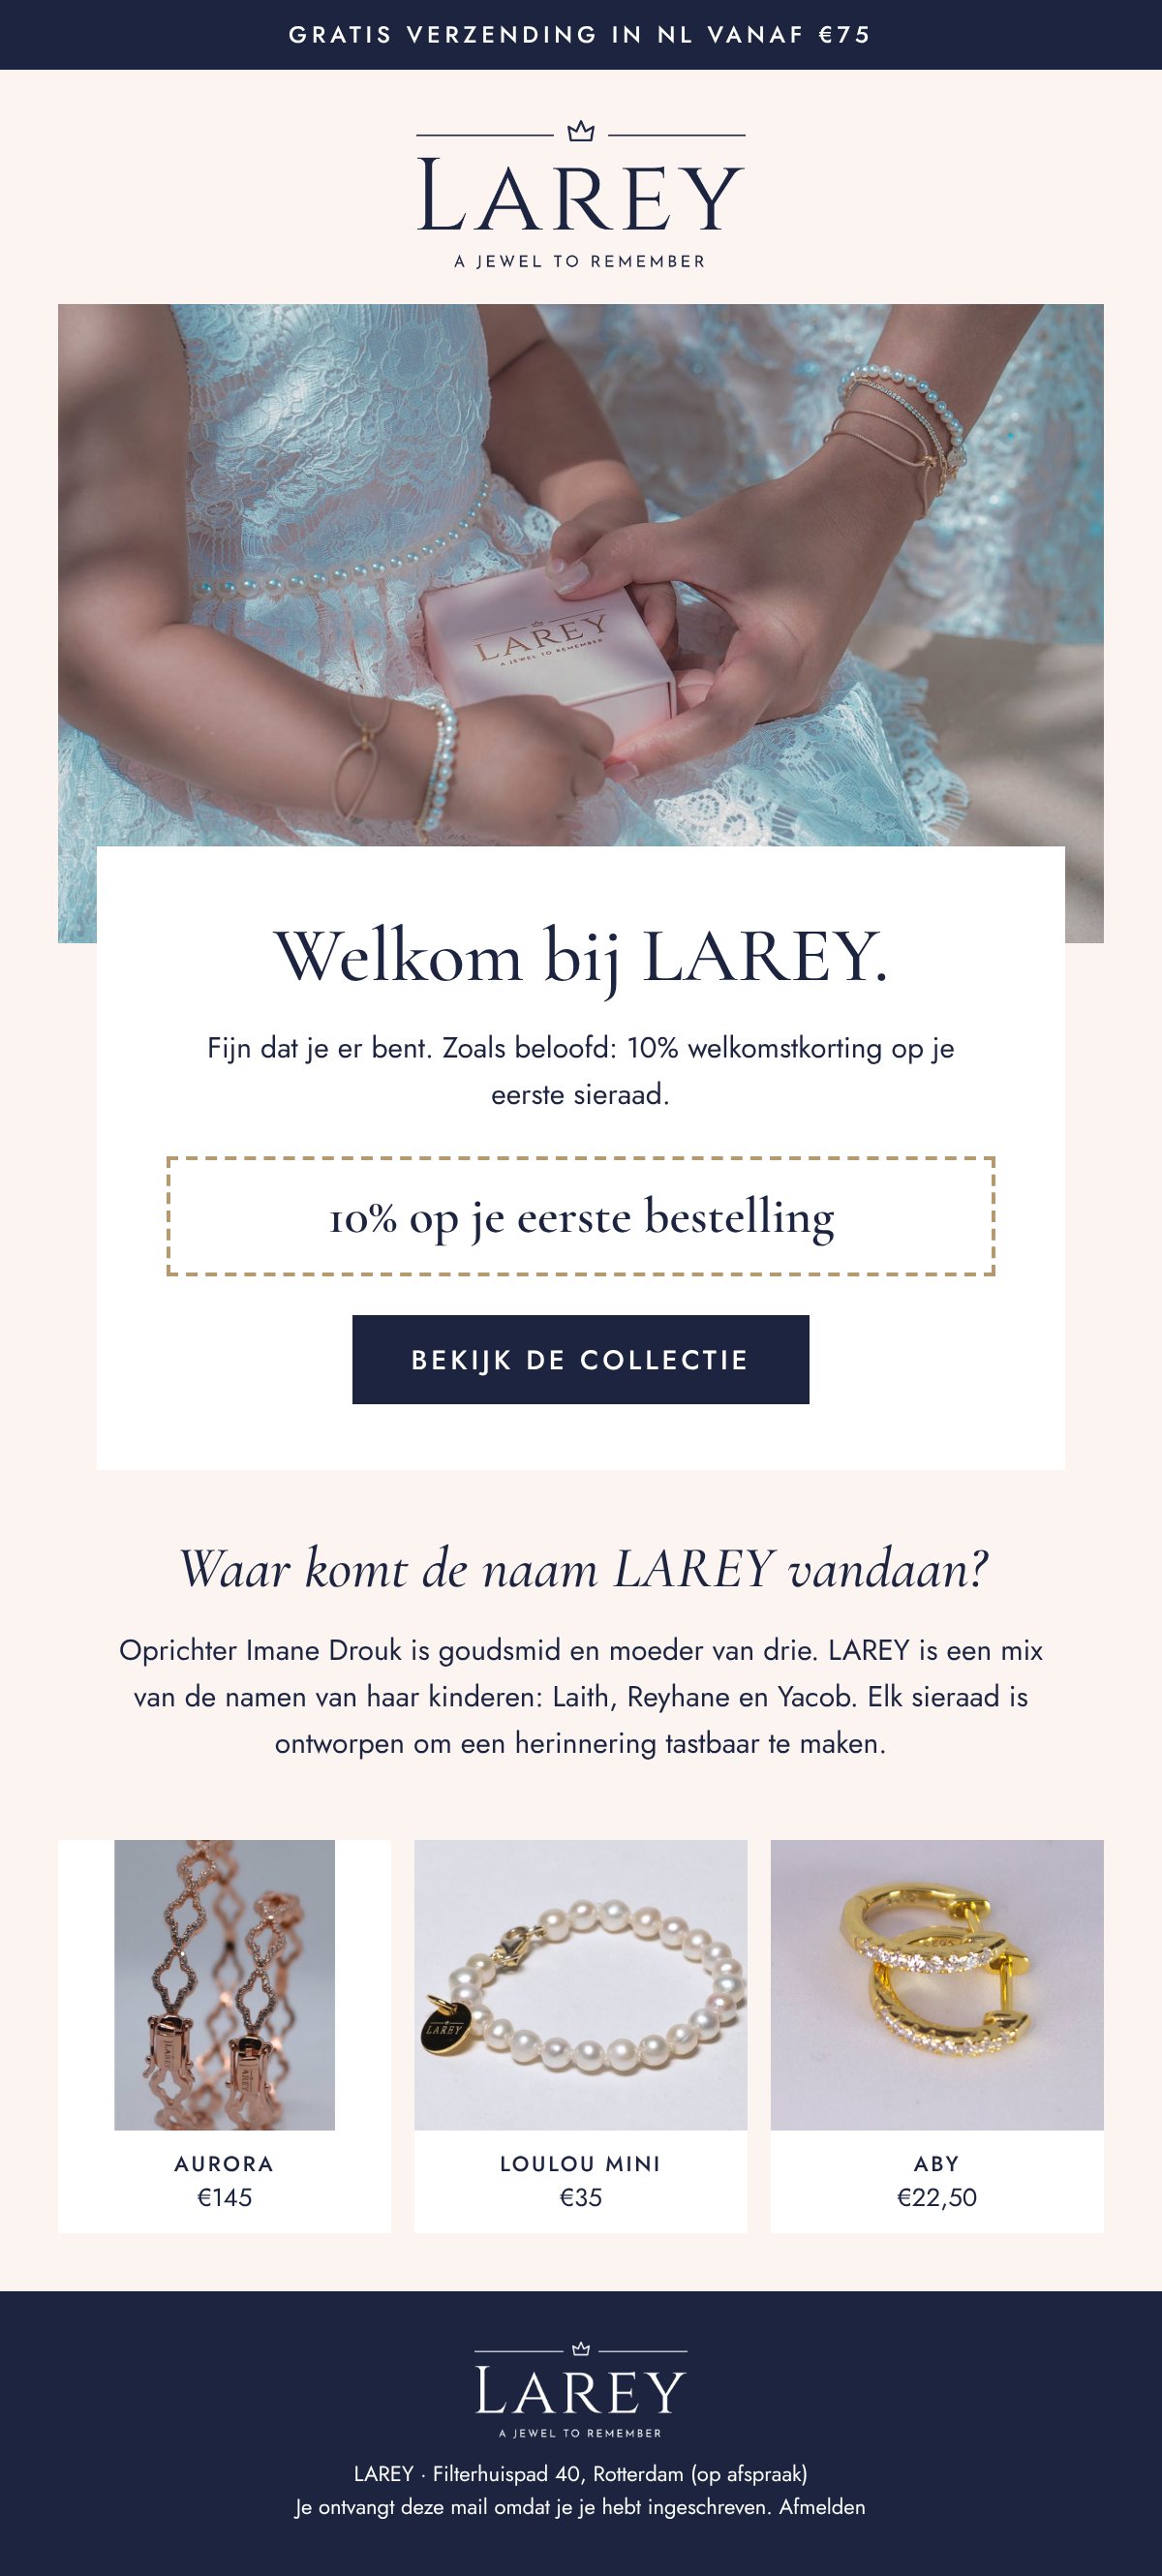 GRATIS VERZENDING IN NL VANAF €75
LAREY
A JEWEL TO REMEMBER
LAREY
A JEWEL TO REMEMBER
Welkom bij LAREY.
Fijn dat je er bent. Zoals beloofd: 10% welkomstkorting op je
eerste sieraad.
10% op je eerste bestelling
BEKIJK DE COLLECTIE
Waar komt de naam LAREY vandaan?
Oprichter Imane Drouk is goudsmid en moeder van drie. LAREY is een mix
van de namen van haar kinderen: Laith, Reyhane en Yacob. Elk sieraad is
ontworpen om een herinnering tastbaar te maken.
LAREY
AURORA
€145
LOULOU MINI
€35
ABY
€22,50
LAREY
A JEWEL TO REMEMBER
LAREY · Filterhuispad 40, Rotterdam (op afspraak)
Je ontvangt deze mail omdat je je hebt ingeschreven. Afmelden